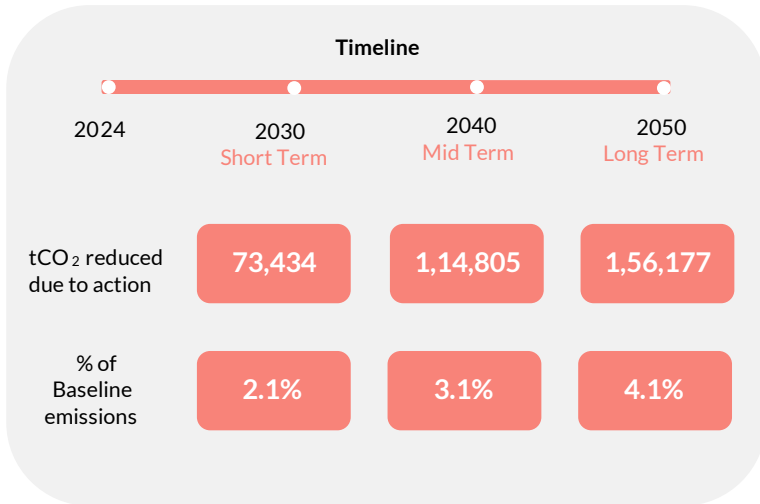 Timeline
2024
2030
Short Term
2040
Mid Term
2050
Long Term
tCO₂ reduced
due to action
73,434
1,14,805
1,56,177
% of
Baseline
emissions
2.1%
3.1%
4.1%